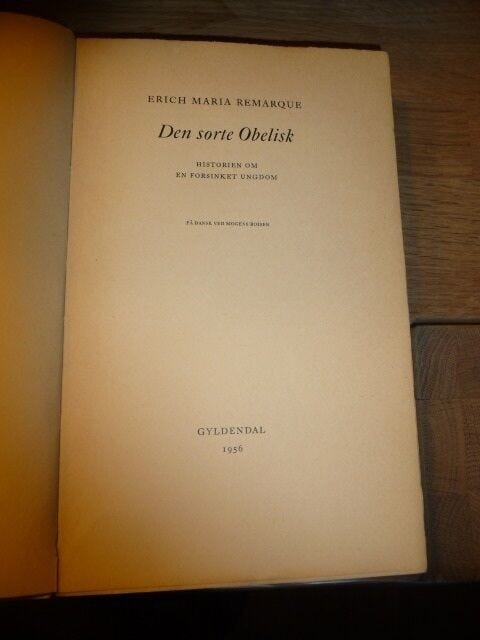 ERICH MARIA REMARQUE
Den sorte Obelisk
HISTORIEN OM
EN FORSINKET UNGDOM
PÅ DANSK VED MOGENS BOISEN
GYLDENDAL
1956